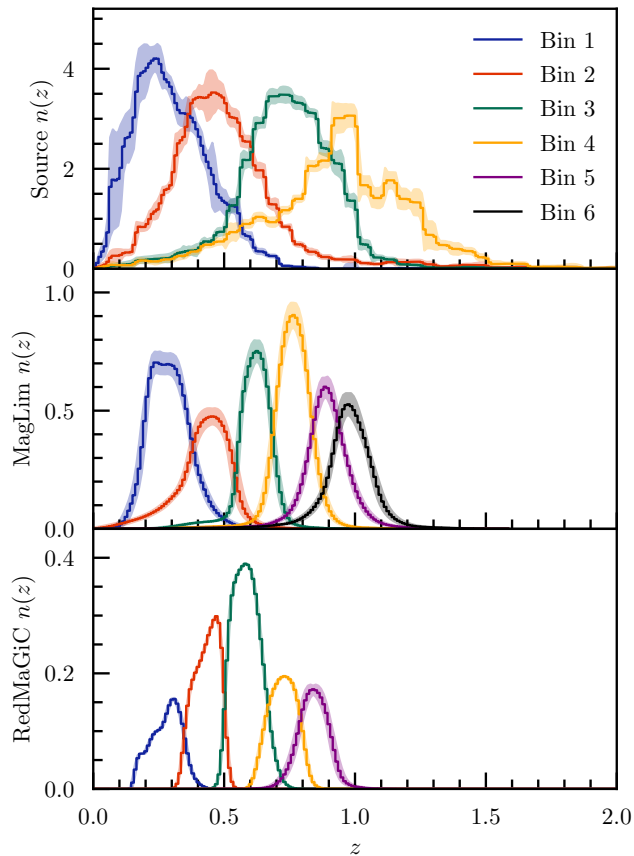 Source n(z)
4
2
0
Bin 1
Bin 2
Bin 3
Bin 4
Bin 5
Bin 6
MagLim n(z)
1.0
0.5
0.0
RedMaGiC n(z)
0.4
0.2
0.0
0.0 0.5 1.0 1.5 2.0
z